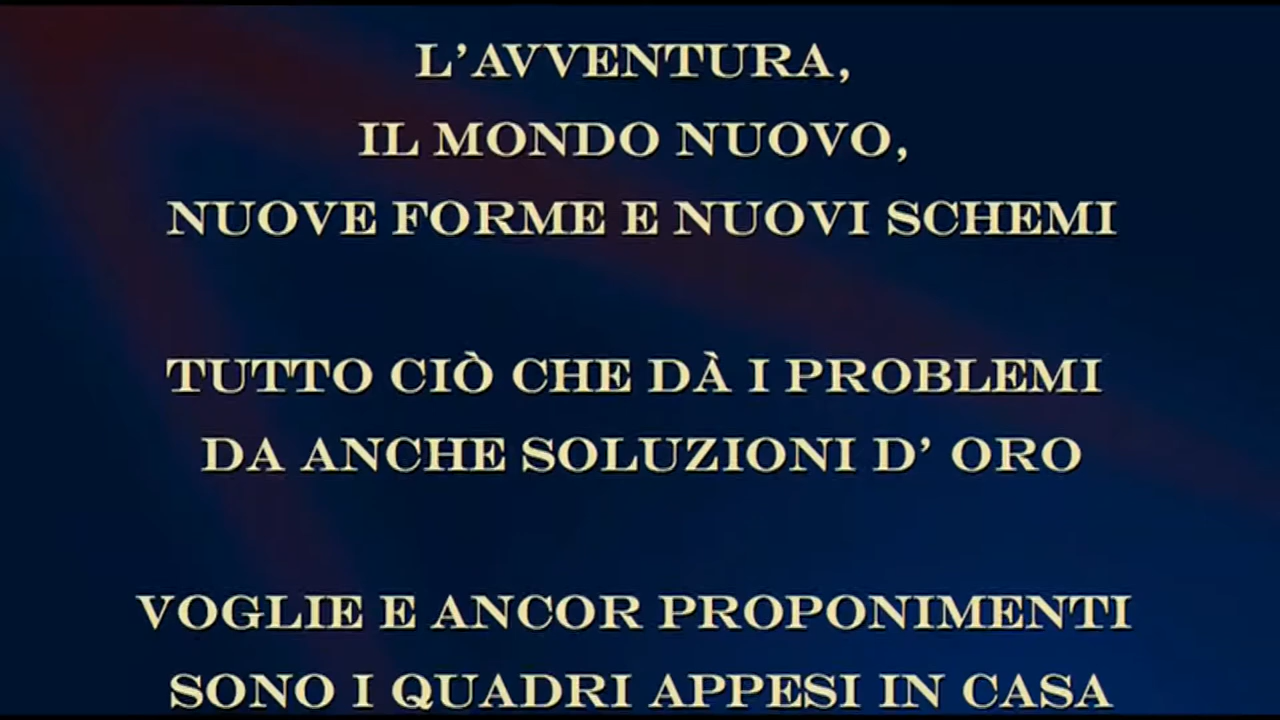 L’AVVENTURA,
IL MONDO NUOVO,
NUOVE FORME E NUOVI SCHEMI
TUTTO CIÒ CHE DÀ I PROBLEMI
DA ANCHE SOLUZIONI D’ ORO
VOGLIE E ANCOR PROPONIMENTI
SONO I QUADRI APPESI IN CASA